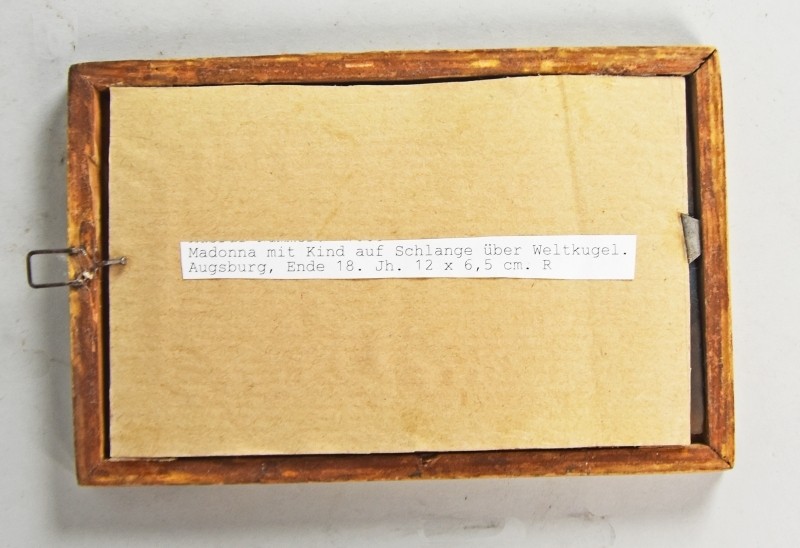 Madonna mit Kind auf Schlange über Weltkugel.
Augsburg, Ende 18. Jh. 12 x 6,5 cm. R